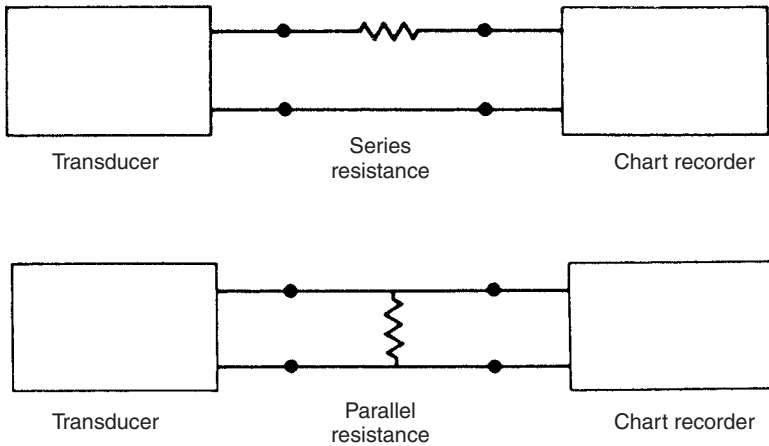 Transducer
Series
resistance
Chart recorder
Transducer
Parallel
resistance
Chart recorder